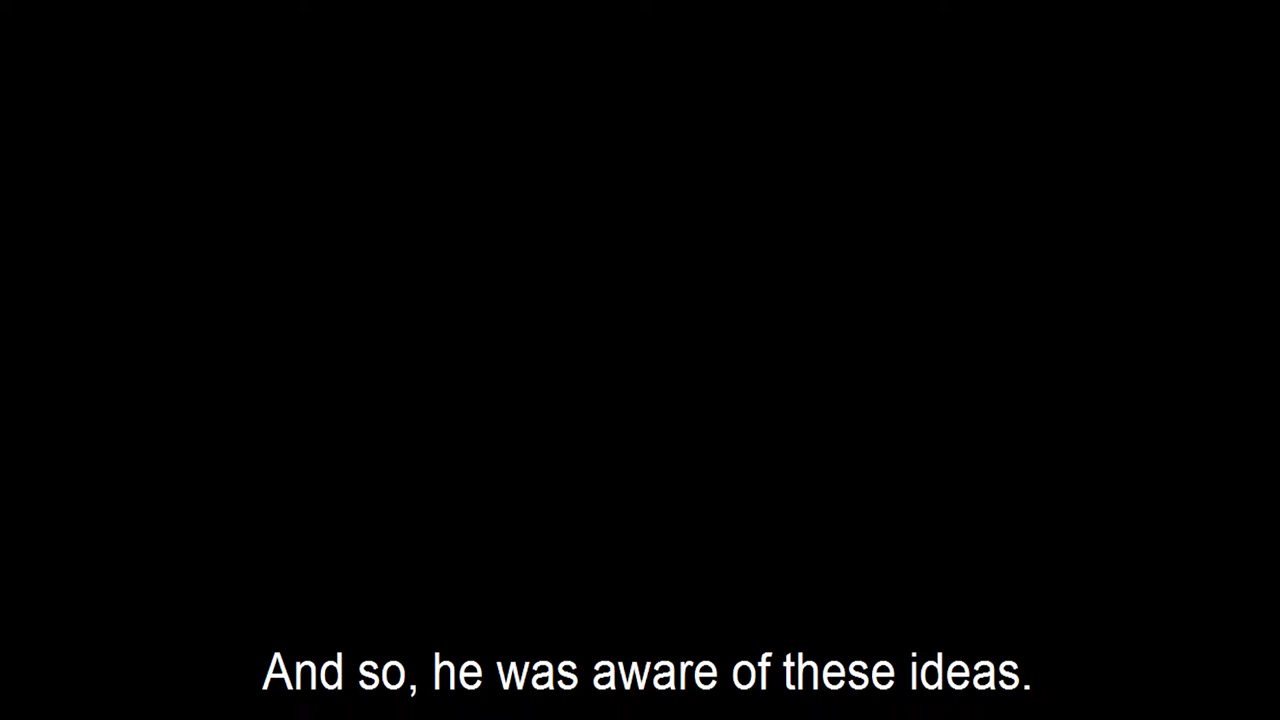 And so, he was aware of these ideas.